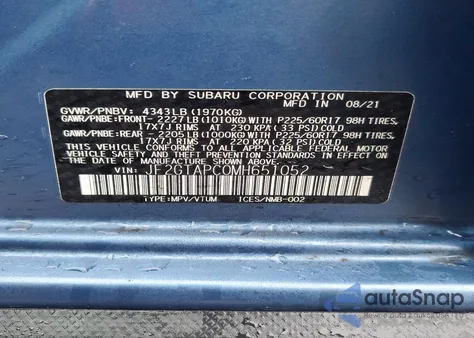 MFD BY SUBARU CORPORATION
GVWR/PNBV: 4343LB (1970KG) MFD IN 08/21
GAWR/PNBE:FRONT- 2227LB(1010KG)WITH P225/60R17 98H TIRES,
17X7J RIMS AT 230 KPA( 33 PSI)COLD
GAWR/PNBE:REAR - 2205LB(1000KG)WITH P225/60R17 98H TIRES,
17X7J RIMS AT 220 KPA( 32 PSI)COLD
THIS VEHICLE CONFORMS TO ALL APPLICABLE FEDERAL MOTOR
VEHICLE SAFETY AND BUMPER STANDARDS IN EFFECT ON THE
DATE OF MANUFACTURE SHOWN ABOVE.
VIN: JF2GTAPC0MH651052
TYPE:MPV/VTUM ICES/NMB-002
autoSnap